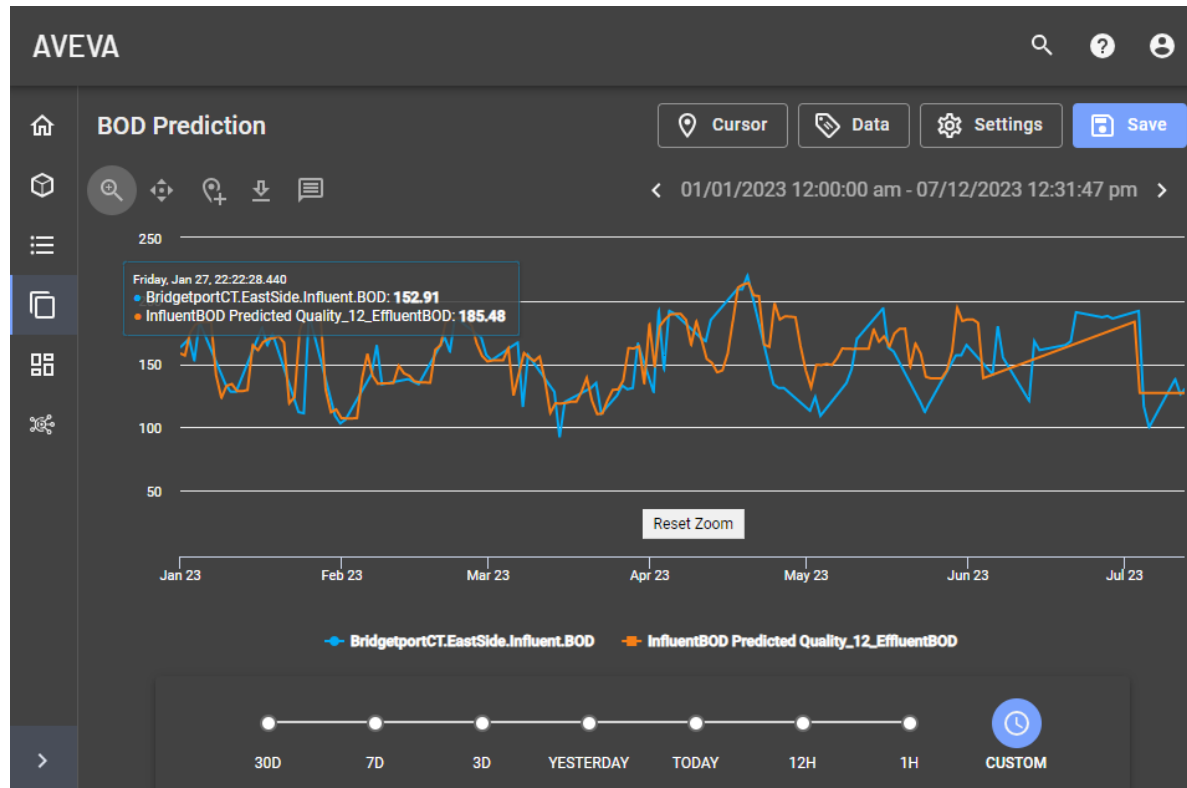 AVEVA
BOD Prediction
Cursor
Data
Settings
Save
01/01/2023 12:00:00 am - 07/12/2023 12:31:47 pm
250
Friday, Jan 27, 22:22:28.440
BridgetportCT.EastSide.Influent.BOD: 152.91
InfluentBOD Predicted Quality_12_EffluentBOD: 185.48
150
100
50
Reset Zoom
Jan 23 Feb 23 Mar 23 Apr 23 May 23 Jun 23 Jul 23
BridgetportCT.EastSide.Influent.BOD InfluentBOD Predicted Quality_12_EffluentBOD
30D 7D 3D YESTERDAY TODAY 12H 1H CUSTOM